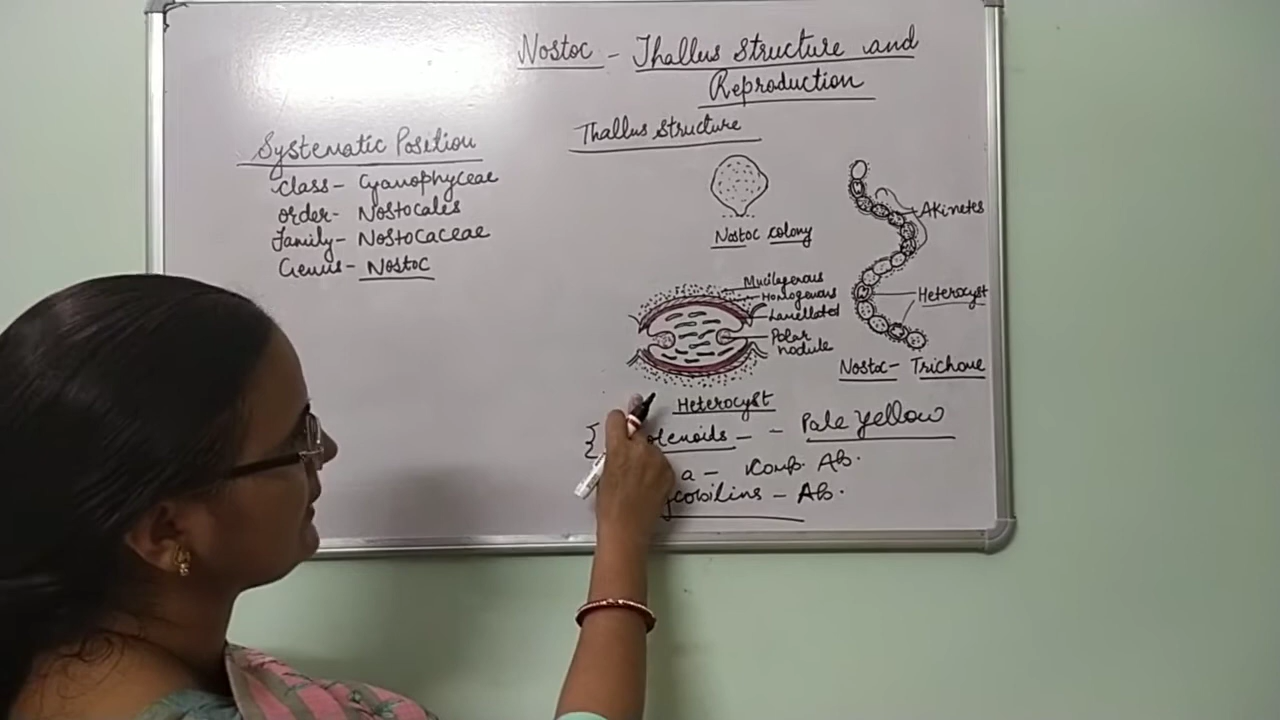 Nostoc - Thallus structure and
Reproduction
Systematic Position
class- Cyanophyceae
order- Nostocales
family- Nostocaceae
Genus- Nostoc
Thallus structure
Nostoc colony
Akinetes
Heterocyst
Nostoc- Trichome
Mucilagenous
Homogenous
Lamellated
Polar
nodule
Heterocyst
- - Pale yellow
a - Komp. Ab.
- Ab.